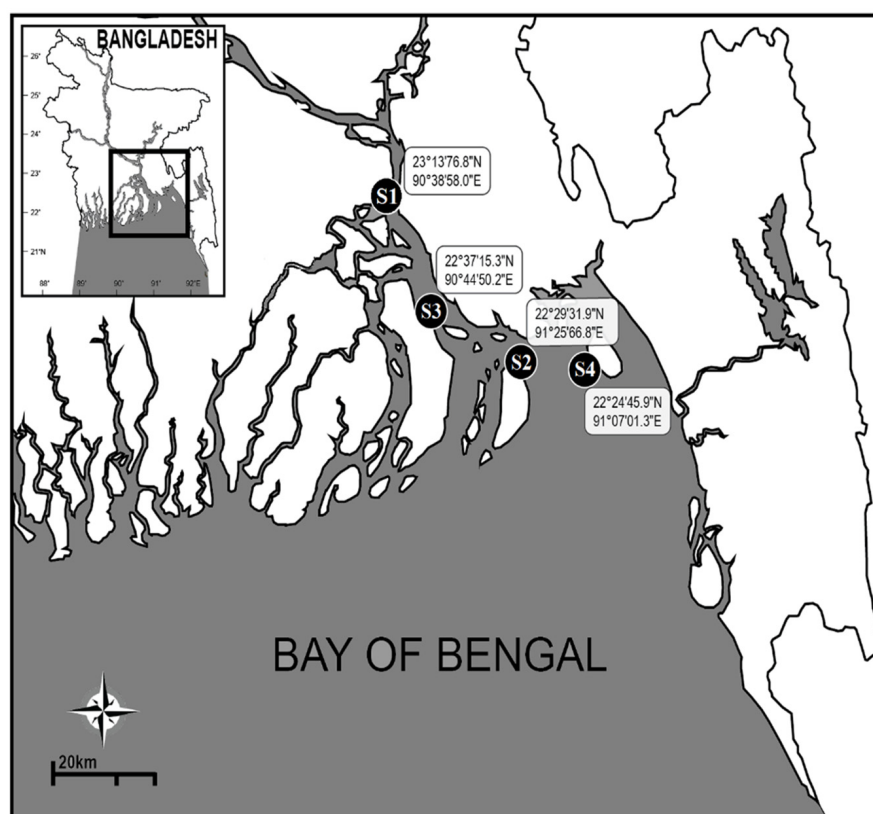 BANGLADESH
26°
25°
24°
23°
22°
21°N
88°
89°
90°
91°
92°E
23°13'76.8"N
90°38'58.0"E
S1
22°37'15.3"N
90°44'50.2"E
S3
22°29'31.9"N
91°25'66.8"E
S2
S4
22°24'45.9"N
91°07'01.3"E
BAY OF BENGAL
20km